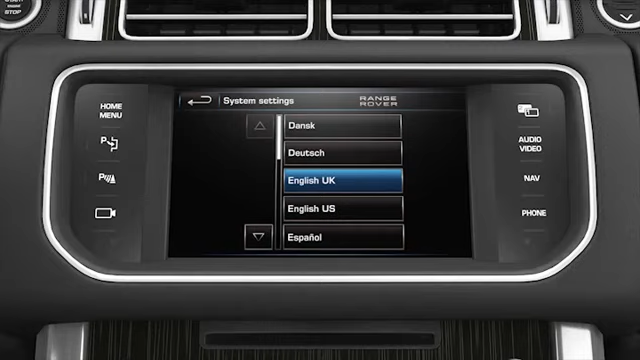 STOP
HOME
MENU
P
P
System settings
RANGE
ROVER
Dansk
Deutsch
English UK
English US
Español
AUDIO
VIDEO
NAV
PHONE